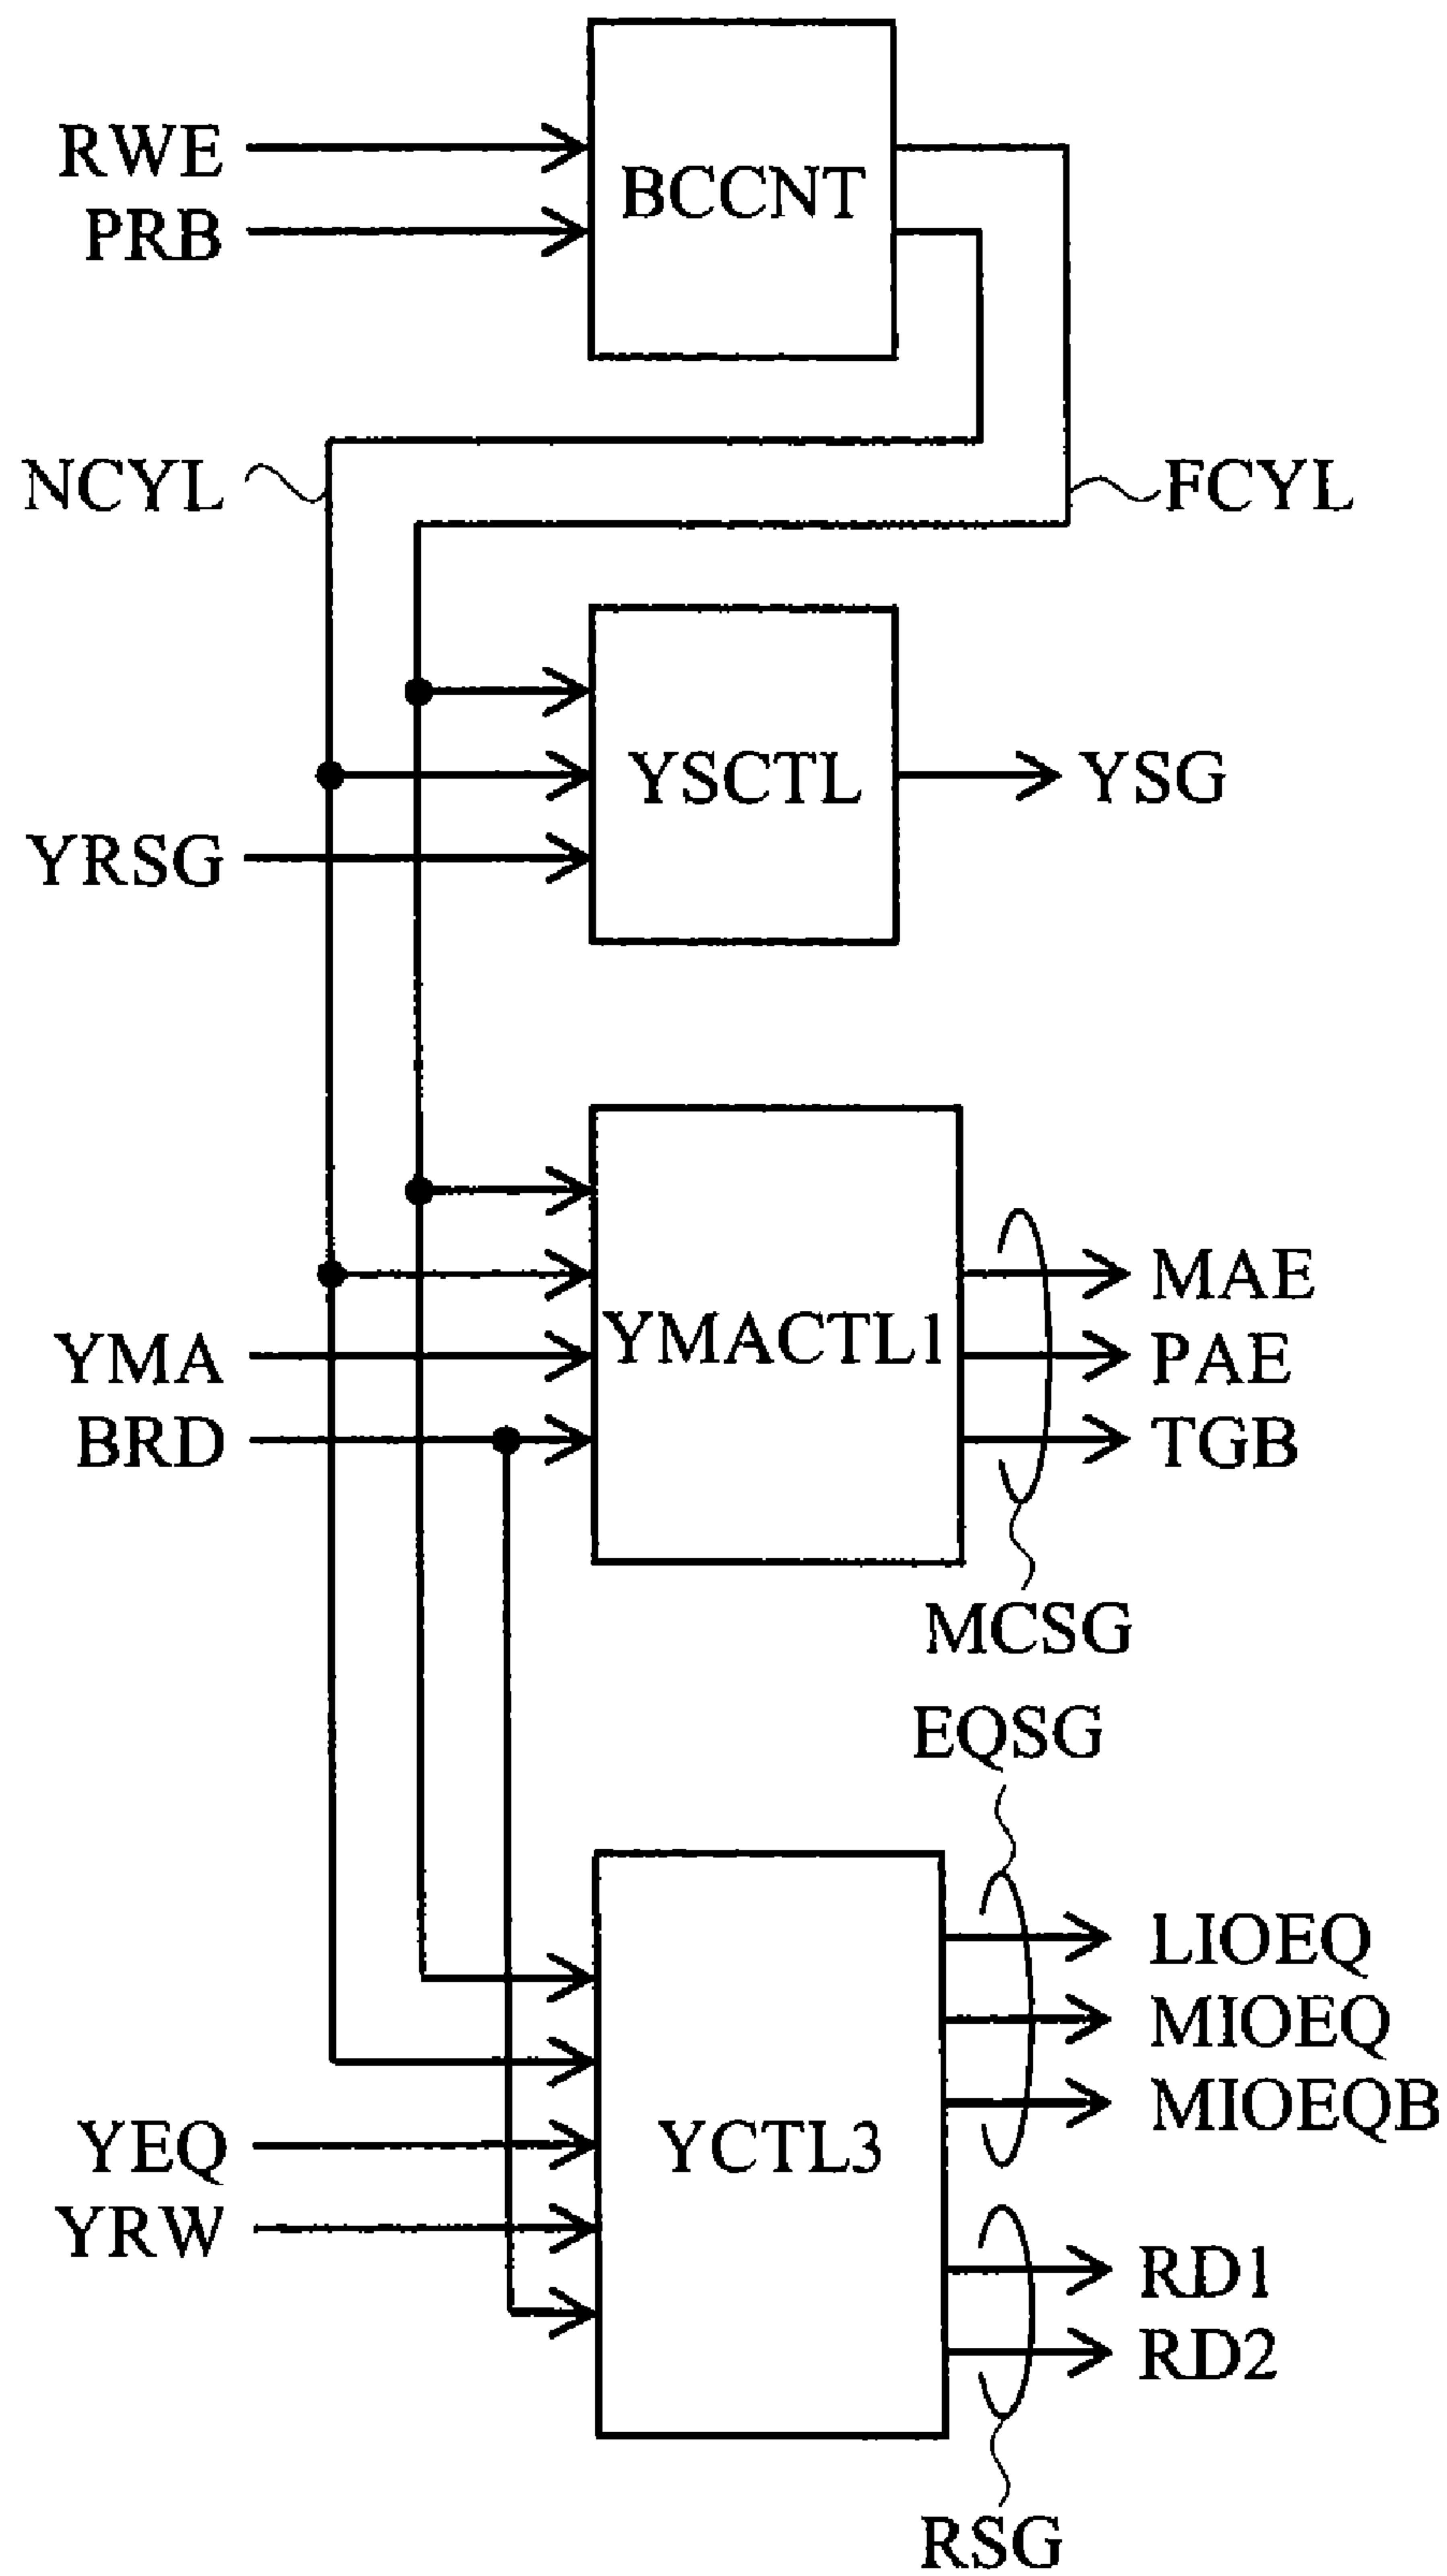 RWE
PRB
BCCNT
NCYL
FCYL
YRSG
YSCTL
YSG
YMA
BRD
YMACTL1
MAE
PAE
TGB
MCSG
EQSG
YEQ
YRW
YCTL3
LIOEQ
MIOEQ
MIOEQB
RD1
RD2
RSG